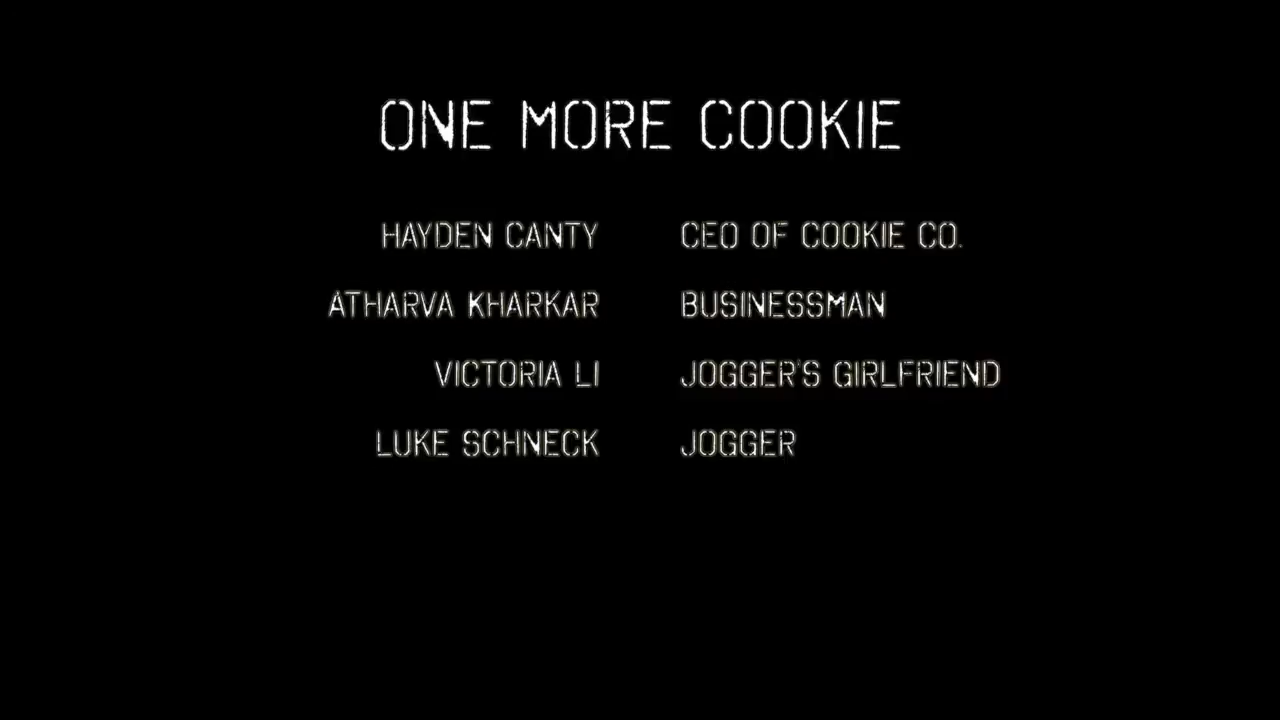 ONE MORE COOKIE
HAYDEN CANTY CEO OF COOKIE CO.
ATHARVA KHARKAR BUSINESSMAN
VICTORIA LI JOGGER'S GIRLFRIEND
LUKE SCHNECK JOGGER